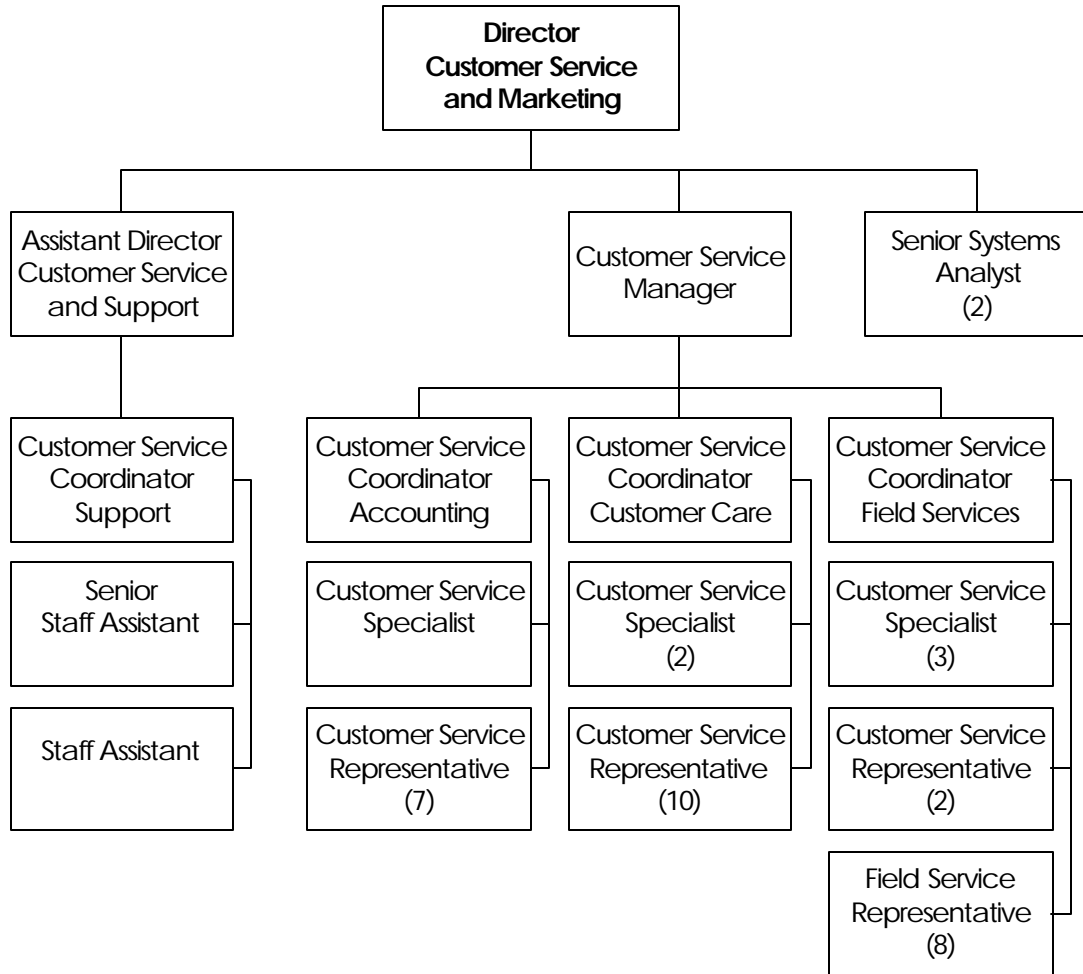 Director
Customer Service
and Marketing
Assistant Director
Customer Service
and Support
Customer Service
Manager
Senior Systems
Analyst
(2)
Customer Service
Coordinator
Support
Customer Service
Coordinator
Accounting
Customer Service
Coordinator
Customer Care
Customer Service
Coordinator
Field Services
Senior
Staff Assistant
Customer Service
Specialist
Customer Service
Specialist
(2)
Customer Service
Specialist
(3)
Staff Assistant
Customer Service
Representative
(7)
Customer Service
Representative
(10)
Customer Service
Representative
(2)
Field Service
Representative
(8)